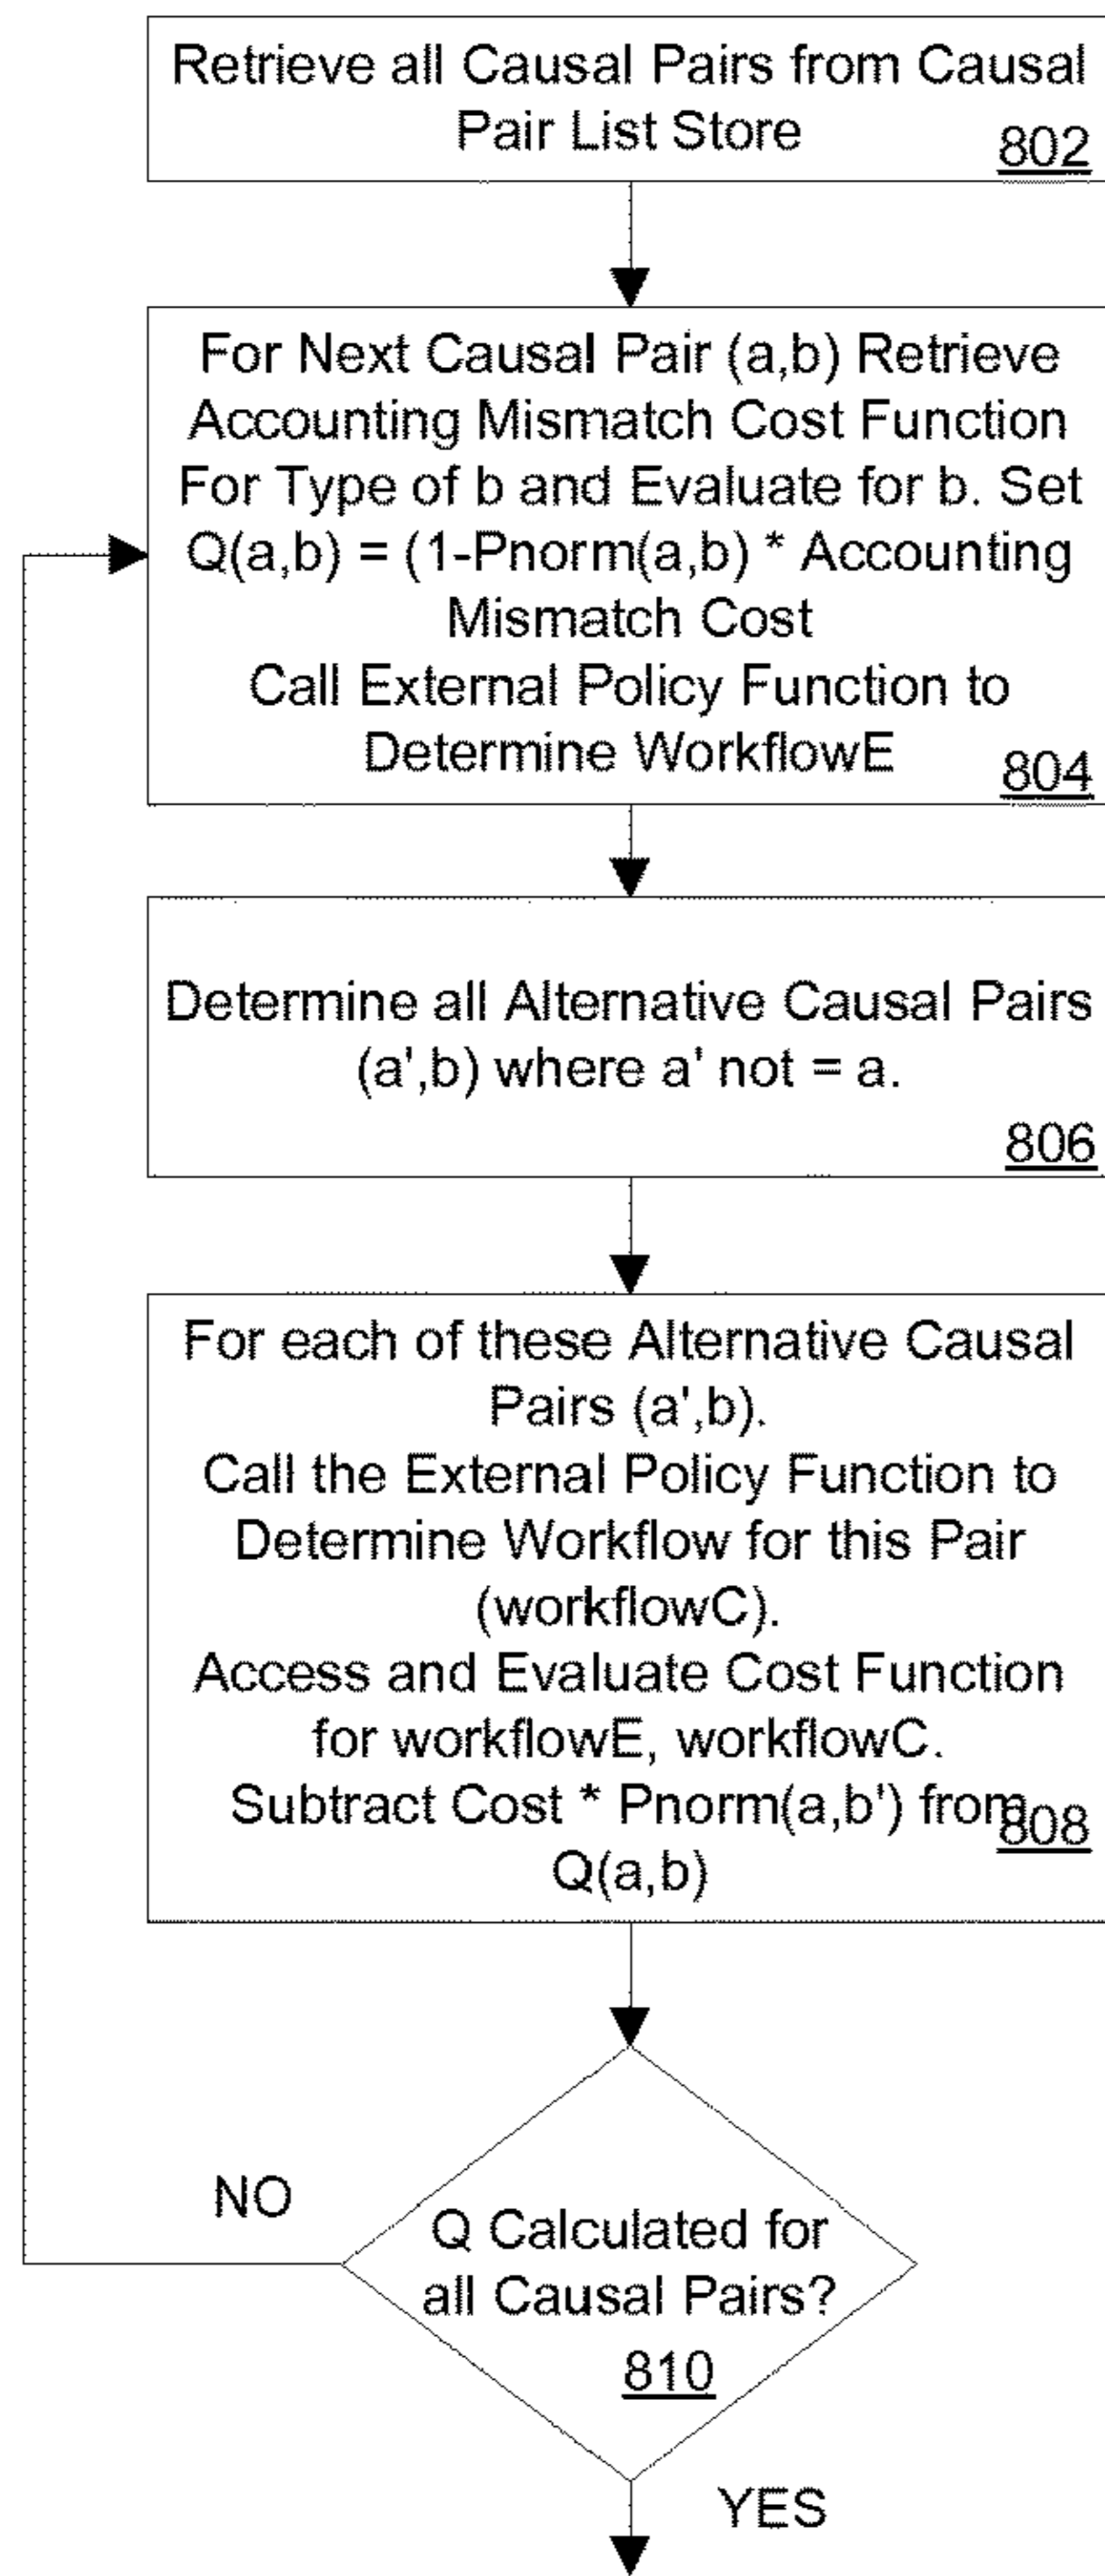 Retrieve all Causal Pairs from Causal
Pair List Store
802
For Next Causal Pair (a,b) Retrieve
Accounting Mismatch Cost Function
For Type of b and Evaluate for b. Set
Q(a,b) = (1-Pnorm(a,b) * Accounting
Mismatch Cost
Call External Policy Function to
Determine WorkflowE
804
Determine all Alternative Causal Pairs
(a',b) where a' not = a.
806
For each of these Alternative Causal
Pairs (a',b).
Call the External Policy Function to
Determine Workflow for this Pair
(workflowC).
Access and Evaluate Cost Function
for workflowE, workflowC.
Subtract Cost * Pnorm(a,b') from
808
Q(a,b)
NO
Q Calculated for
all Causal Pairs?
810
YES